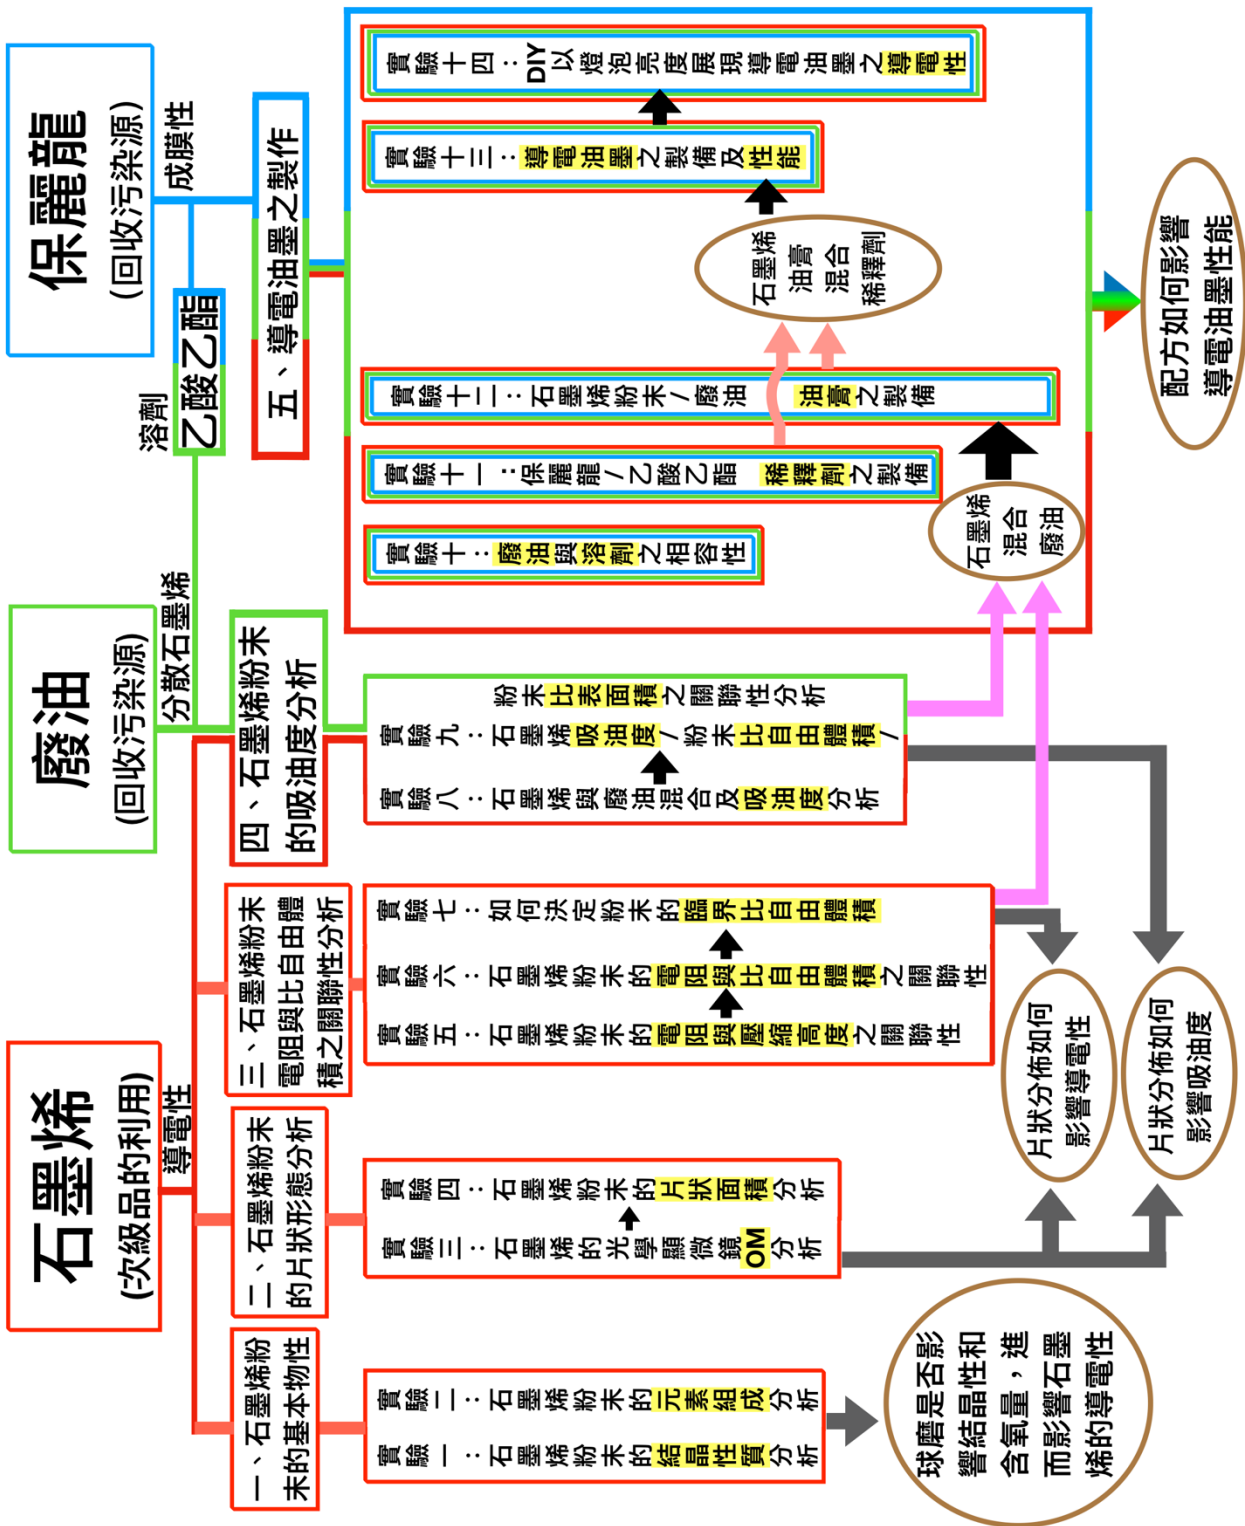 石墨烯
(次級品的利用)
導電性
廢油
(回收污染源)
分散石墨烯
保麗龍
(回收污染源)
成膜性
溶劑
乙酸乙酯
一、石墨烯粉
末的基本物性
實驗一：石墨烯粉末的結晶性質分析
實驗二：石墨烯粉末的元素組成分析
球磨是否影
響結晶性和
含氧量，進
而影響石墨
烯的導電性
二、石墨烯粉末
的片狀形態分析
實驗三：石墨烯的光學顯微鏡OM分析
實驗四：石墨烯粉末的片狀面積分析
三、石墨烯粉末
電阻與比自由體
積之關聯性分析
實驗五：石墨烯粉末的電阻與壓縮高度之關聯性
實驗六：石墨烯粉末的電阻與比自由體積之關聯性
實驗七：如何決定粉末的臨界比自由體積
片狀分佈如何
影響導電性
片狀分佈如何
影響吸油度
四、石墨烯粉末
的吸油度分析
實驗八：石墨烯與廢油混合及吸油度分析
實驗九：石墨烯吸油度/粉末比自由體積/
粉末比表面積之關聯性分析
五、導電油墨之製作
實驗十：廢油與溶劑之相容性
實驗十一：保麗龍/乙酸乙酯 稀釋劑之製備
實驗十二：石墨烯粉末/廢油 油膏之製備
石墨烯
混合
廢油
石墨烯
油膏
混合
稀釋劑
實驗十三：導電油墨之製備及性能
實驗十四：DIY以燈泡亮度展現導電油墨之導電性
配方如何影響
導電油墨性能